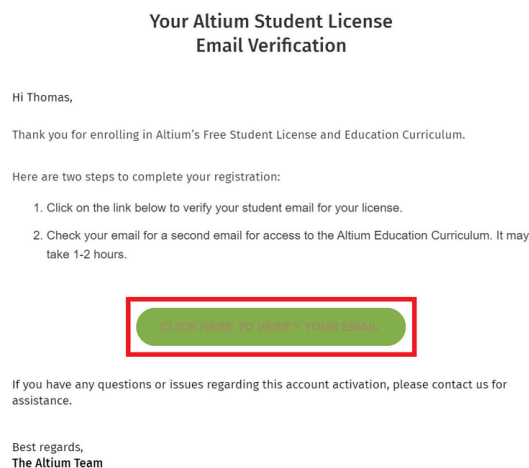 Your Altium Student License
Email Verification
Hi Thomas,
Thank you for enrolling in Altium’s Free Student License and Education Curriculum.
Here are two steps to complete your registration:
1. Click on the link below to verify your student email for your license.
2. Check your email for a second email for access to the Altium Education Curriculum. It may
take 1-2 hours.
CLICK HERE TO VERIFY YOUR EMAIL
If you have any questions or issues regarding this account activation, please contact us for
assistance.
Best regards,
The Altium Team